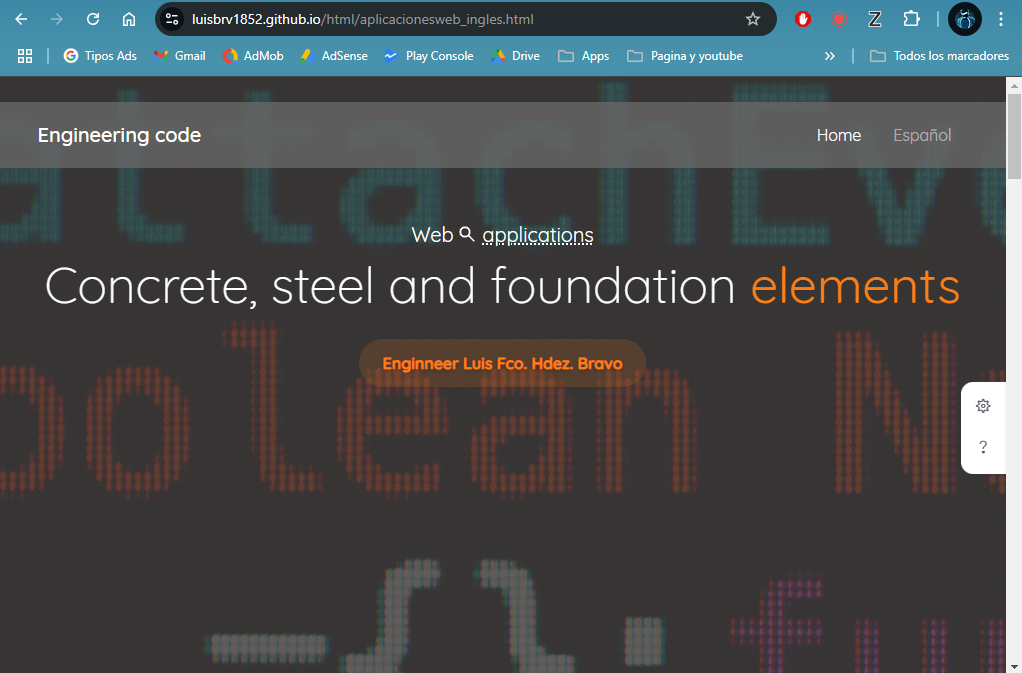 luisbrv1852.github.io/html/aplicacionesweb_ingles.html
Tipos Ads Gmail AdMob AdSense Play Console Drive Apps Pagina y youtube » Todos los marcadores
Engineering code
Home Español
Web applications
Concrete, steel and foundation elements
Enginneer Luis Fco. Hdez. Bravo
?